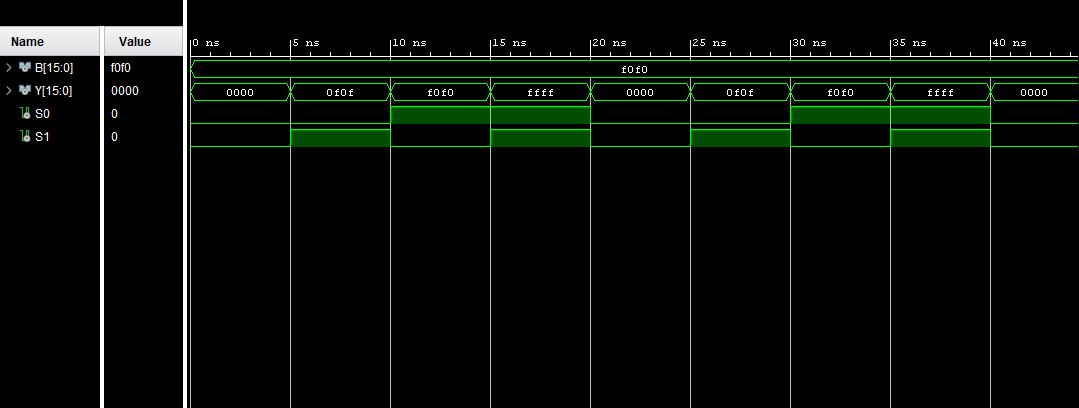 Name Value
0 ns 5 ns 10 ns 15 ns 20 ns 25 ns 30 ns 35 ns 40 ns
B[15:0] f0f0 f0f0
Y[15:0] 0000 0000 0f0f f0f0 ffff 0000 0f0f f0f0 ffff 0000
S0 0
S1 0